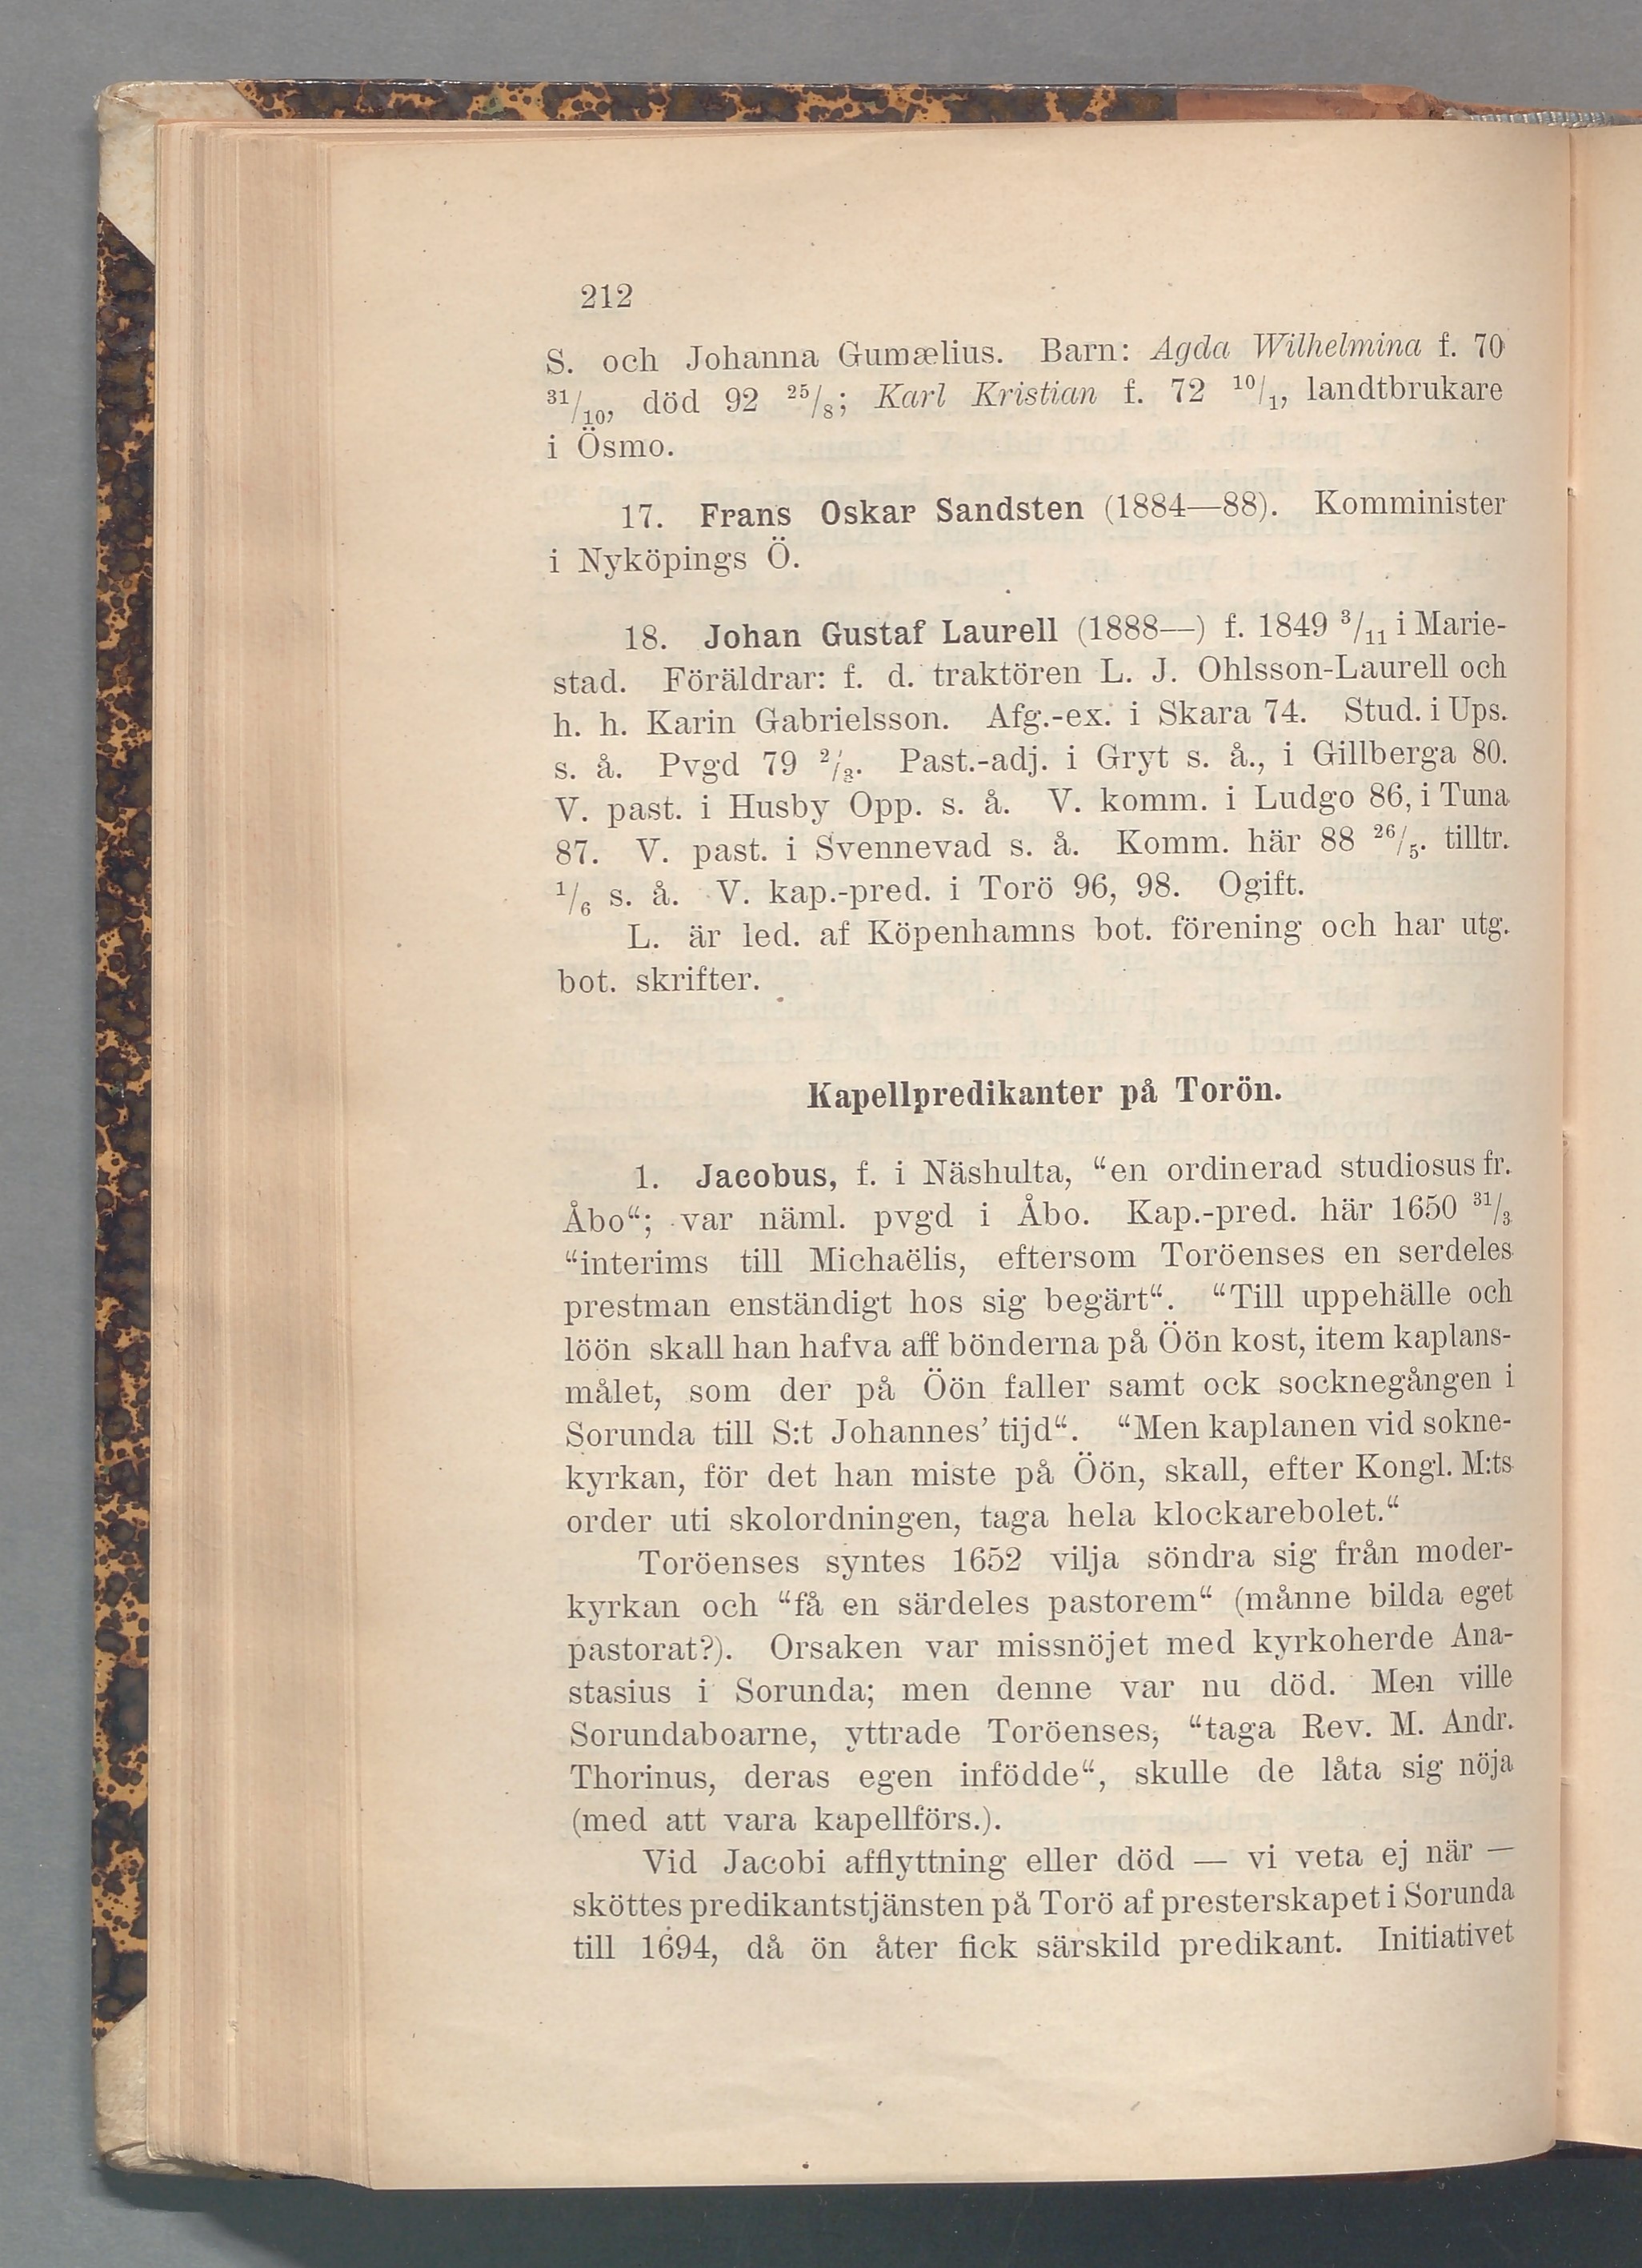 212
S. och Johanna Gumælius. Barn: Agda Wilhelmina f. 70
31/10, död 92 25/8; Karl Kristian f. 72 10/1, landtbrukare
i Ösmo.
17. Frans Oskar Sandsten (1884—88). Komminister
i Nyköpings Ö.
18. Johan Gustaf Laurell (1888—) f. 1849 3/11 i Marie-
stad. Föräldrar: f. d. traktören L. J. Ohlsson-Laurell och
h. h. Karin Gabrielsson. Afg.-ex. i Skara 74. Stud. i Ups.
s. å. Pvgd 79 2/3. Past.-adj. i Gryt s. å., i Gillberga 80.
V. past. i Husby Opp. s. å. V. komm. i Ludgo 86, i Tuna
87. V. past. i Svennevad s. å. Komm. här 88 26/5. tilltr.
1/6 s. å. V. kap.-pred. i Torö 96, 98. Ogift.
L. är led. af Köpenhamns bot. förening och har utg.
bot. skrifter.
Kapellpredikanter på Torön.
1. Jacobus, f. i Näshulta, “en ordinerad studiosus fr.
Åbo“; var näml. pvgd i Åbo. Kap.-pred. här 1650 31/3
“interims till Michaëlis, eftersom Toröenses en serdeles
prestman enständigt hos sig begärt“. “Till uppehälle och
löön skall han hafva aff bönderna på Öön kost, item kaplans-
målet, som der på Öön faller samt ock socknegången i
Sorunda till S:t Johannes’ tijd“. “Men kaplanen vid sokne-
kyrkan, för det han miste på Öön, skall, efter Kongl. M:ts
order uti skolordningen, taga hela klockarebolet.“
Toröenses syntes 1652 vilja söndra sig från moder-
kyrkan och “få en särdeles pastorem“ (månne bilda eget
pastorat?). Orsaken var missnöjet med kyrkoherde Ana-
stasius i Sorunda; men denne var nu död. Men ville
Sorundaboarne, yttrade Toröenses, “taga Rev. M. Andr.
Thorinus, deras egen infödde“, skulle de låta sig nöja
(med att vara kapellförs.).
Vid Jacobi afflyttning eller död — vi veta ej när —
sköttes predikantstjänsten på Torö af presterskapet i Sorunda
till 1694, då ön åter fick särskild predikant. Initiativet